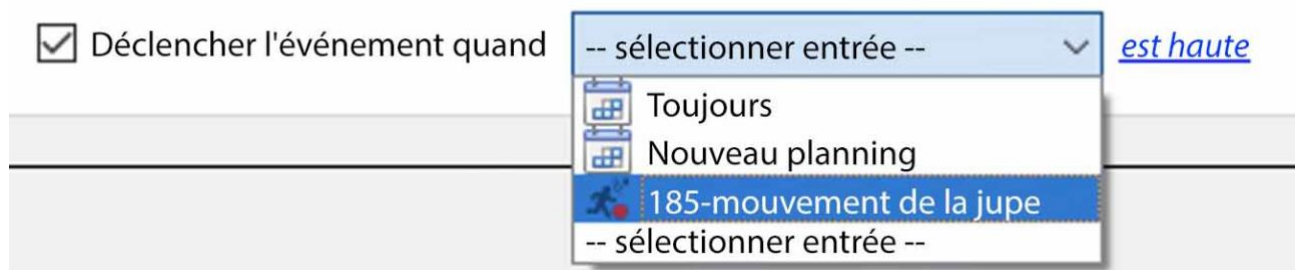 Déclencher l'événement quand -- sélectionner entrée -- est haute
Toujours
Nouveau planning
185-mouvement de la jupe
-- sélectionner entrée --